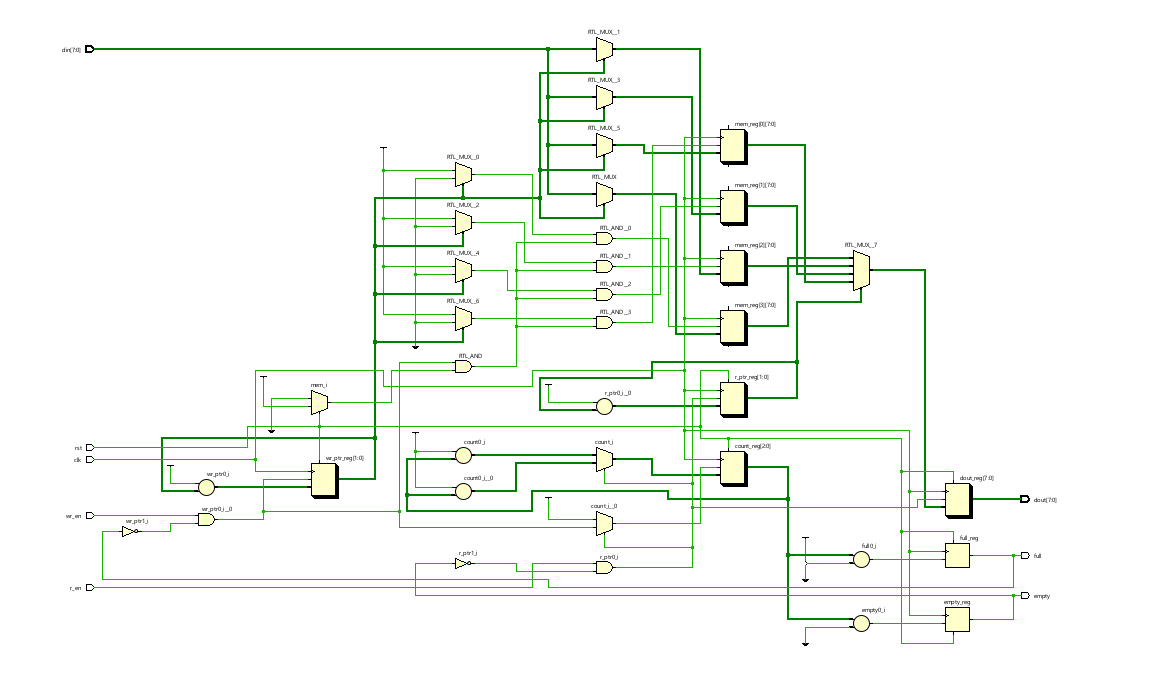 RTL_MUX__1
din[7:0]
RTL_MUX__3
mem_reg[0][7:0]
RTL_MUX__5
RTL_MUX__0
RTL_MUX
mem_reg[1][7:0]
RTL_MUX__2
RTL_AND__0
RTL_MUX__7
RTL_MUX__4
RTL_AND__1
mem_reg[2][7:0]
RTL_AND__2
RTL_MUX__6
mem_reg[3][7:0]
RTL_AND__3
RTL_AND
mem_i
r_ptr_reg[1:0]
r_ptr0_i__0
count0_i
count_i
count_reg[2:0]
rst
clk
wr_ptr_reg[1:0]
wr_ptr0_i
count0_i__0
dout_reg[7:0]
dout[7:0]
wr_ptr0_i__0
count_i__0
wr_en
wr_ptr1_i
full0_i
full_reg
r_ptr1_i
r_ptr0_i
full
r_en
empty
empty_reg
empty0_i